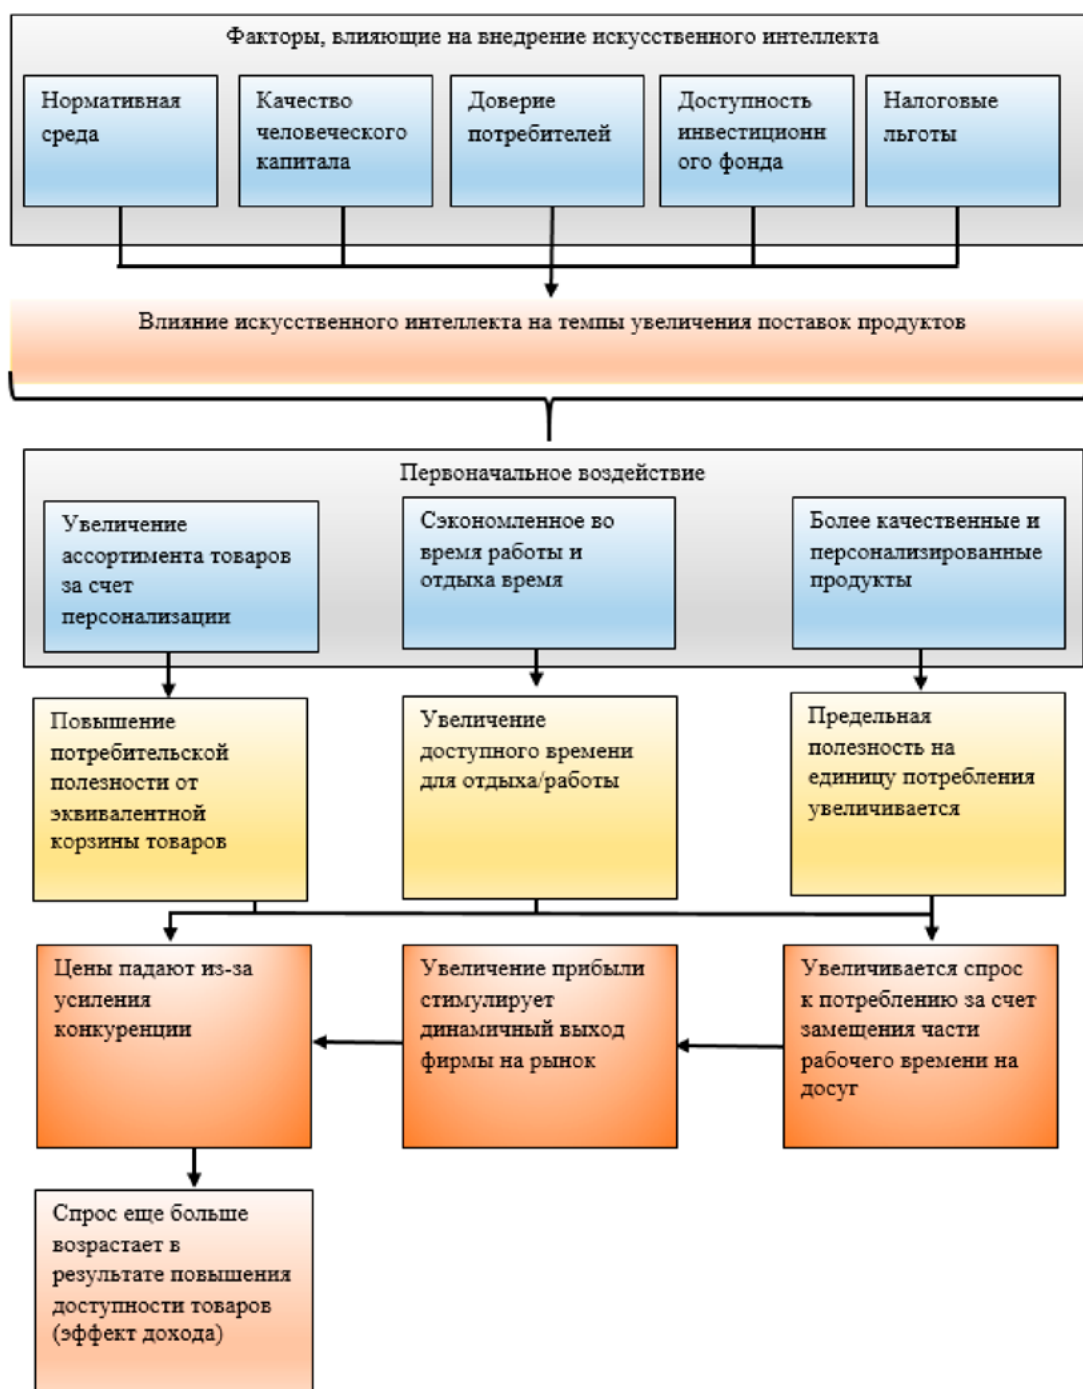 Факторы, влияющие на внедрение искусственного интеллекта
Нормативная
среда
Качество
человеческого
капитала
Доверие
потребителей
Доступность
инвестиционн
ого фонда
Налоговые
льготы
Влияние искусственного интеллекта на темпы увеличения поставок продуктов
Первоначальное воздействие
Увеличение
ассортимента товаров
за счет
персонализации
Сэкономленное во
время работы и
отдыха время
Более качественные и
персонализированные
продукты
Повышение
потребительской
полезности от
эквивалентной
корзины товаров
Увеличение
доступного времени
для отдыха/работы
Предельная
полезность на
единицу потребления
увеличивается
Цены падают из-за
усиления
конкуренции
Увеличение прибыли
стимулирует
динамичный выход
фирмы на рынок
Увеличивается спрос
к потреблению за счет
замещения части
рабочего времени на
досуг
Спрос еще больше
возрастает в
результате повышения
доступности товаров
(эффект дохода)